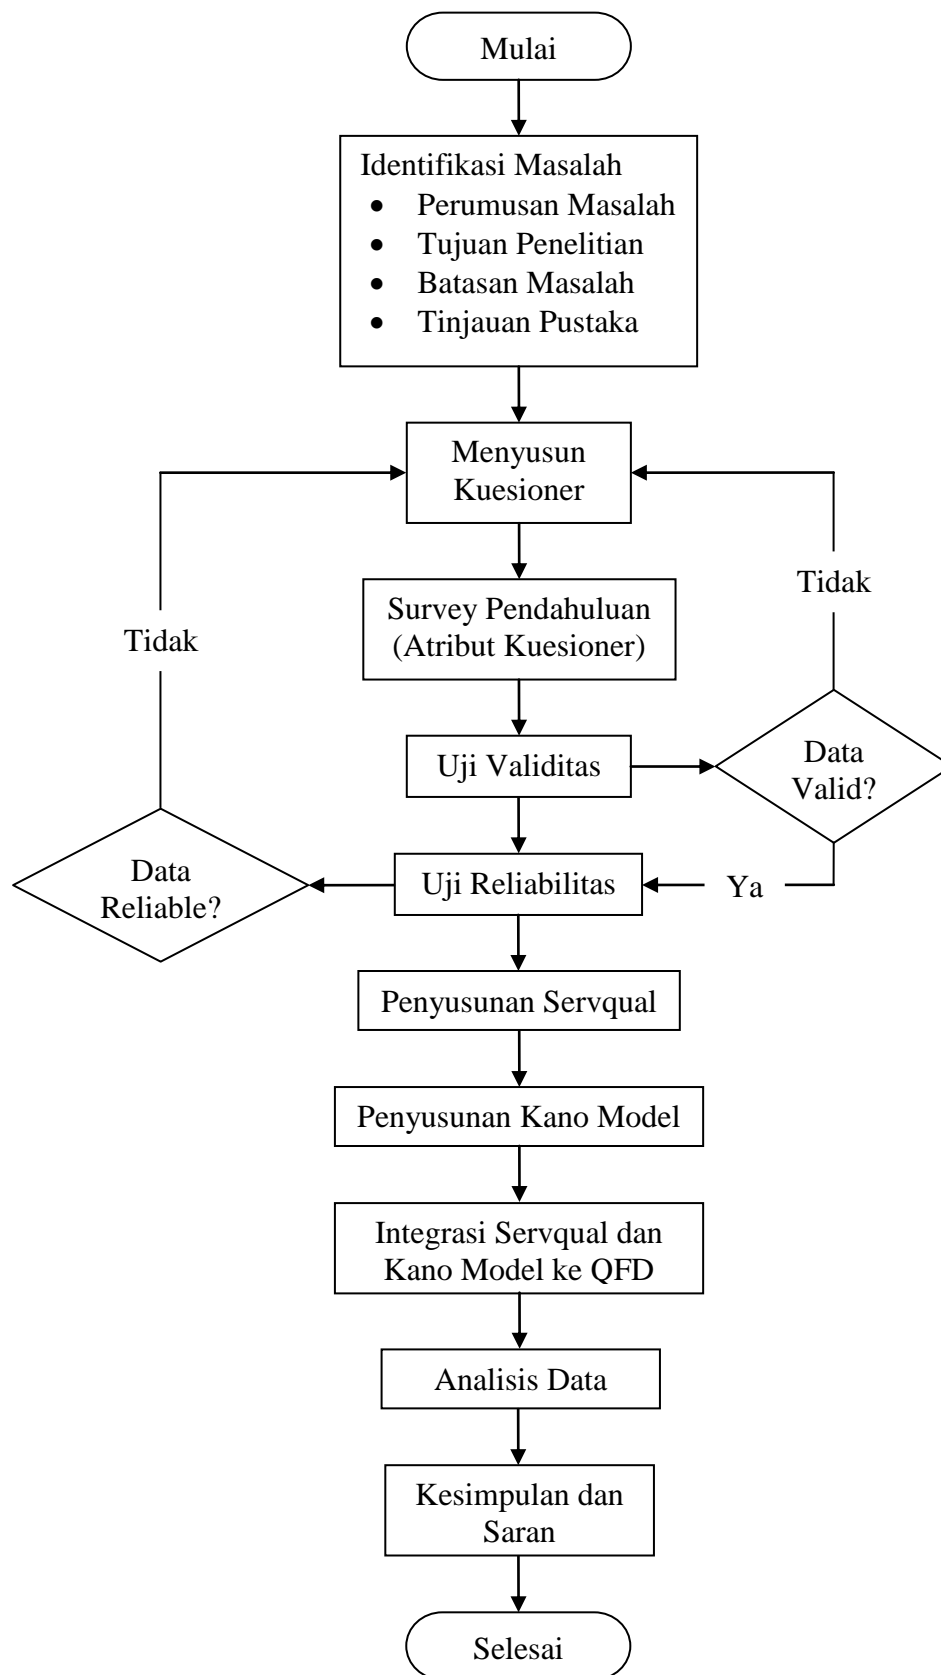 Mulai
Identifikasi Masalah
• Perumusan Masalah
• Tujuan Penelitian
• Batasan Masalah
• Tinjauan Pustaka
Menyusun
Kuesioner
Survey Pendahuluan
(Atribut Kuesioner)
Tidak
Tidak
Uji Validitas
Data
Valid?
Data
Reliable?
Uji Reliabilitas
Ya
Penyusunan Servqual
Penyusunan Kano Model
Integrasi Servqual dan
Kano Model ke QFD
Analisis Data
Kesimpulan dan
Saran
Selesai